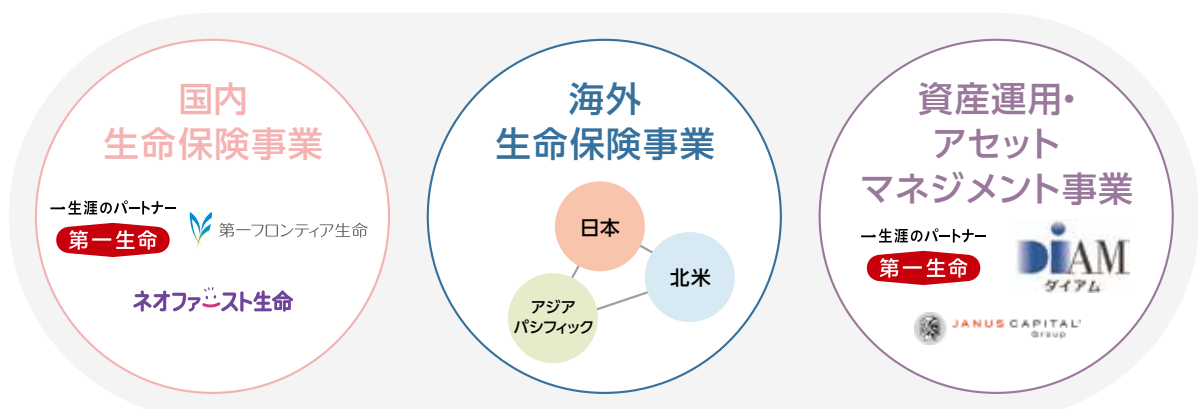 国内
生命保険事業
一生涯のパートナー
第一生命
第一フロンティア生命
ネオファースト生命
海外
生命保険事業
日本
北米
アジア
パシフィック
資産運用・
アセット
マネジメント事業
一生涯のパートナー
第一生命
DIAM
ダイアム
JANUS CAPITAL
Group